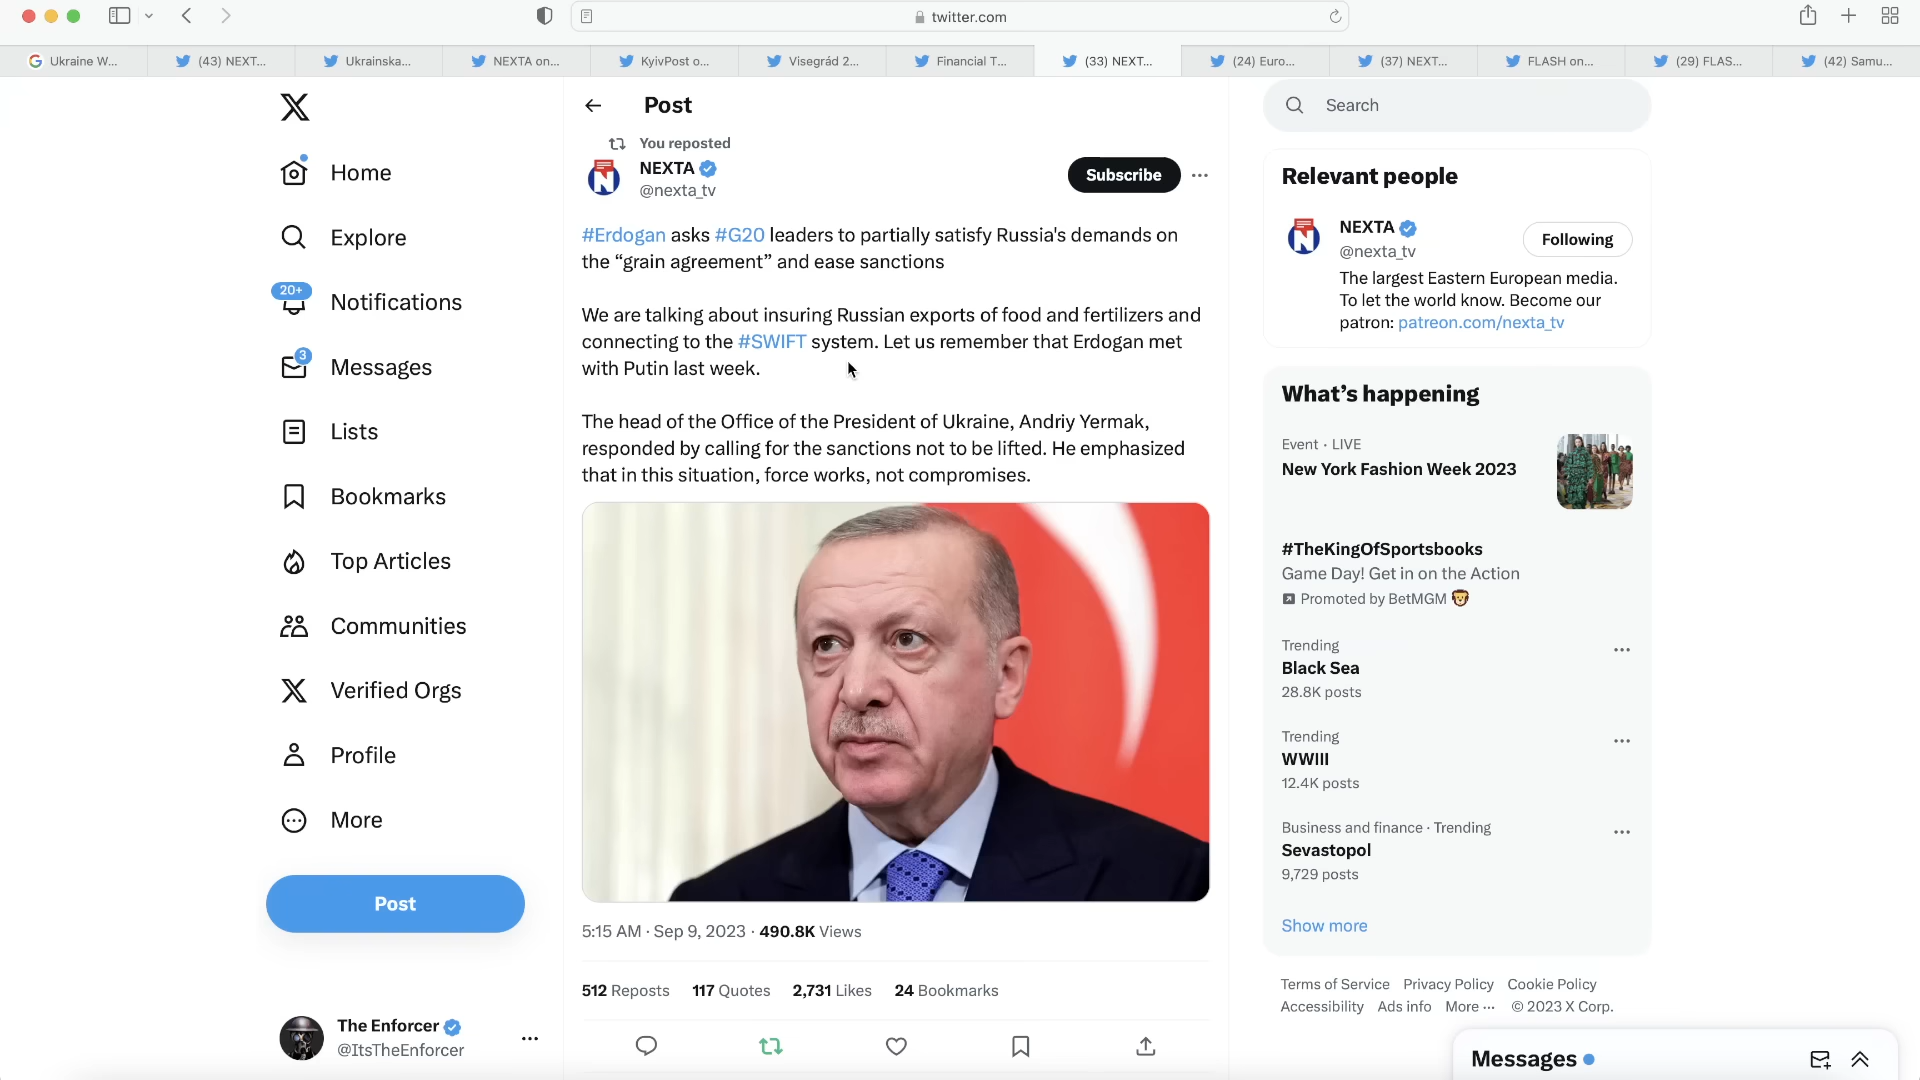 twitter.com
Ukraine W...
(43) NEXT...
Ukrainska...
NEXTA on...
KyivPost o...
Visegrád 2...
Financial T...
(33) NEXT...
(24) Euro...
(37) NEXT...
FLASH on...
(29) FLAS...
(42) Samu...
Home
Explore
20+
Notifications
3
Messages
Lists
Bookmarks
Top Articles
Communities
Verified Orgs
Profile
More
Post
The Enforcer
@ItsTheEnforcer
Post
You reposted
NEXTA
@nexta_tv
Subscribe
#Erdogan asks #G20 leaders to partially satisfy Russia's demands on
the “grain agreement” and ease sanctions
We are talking about insuring Russian exports of food and fertilizers and
connecting to the #SWIFT system. Let us remember that Erdogan met
with Putin last week.
The head of the Office of the President of Ukraine, Andriy Yermak,
responded by calling for the sanctions not to be lifted. He emphasized
that in this situation, force works, not compromises.
5:15 AM · Sep 9, 2023 · 490.8K Views
512 Reposts 117 Quotes 2,731 Likes 24 Bookmarks
Search
Relevant people
NEXTA
@nexta_tv
Following
The largest Eastern European media.
To let the world know. Become our
patron: patreon.com/nexta_tv
What’s happening
Event · LIVE
New York Fashion Week 2023
#TheKingOfSportsbooks
Game Day! Get in on the Action
Promoted by BetMGM
Trending
Black Sea
28.8K posts
Trending
WWIII
12.4K posts
Business and finance · Trending
Sevastopol
9,729 posts
Show more
Terms of Service Privacy Policy Cookie Policy
Accessibility Ads info More ··· © 2023 X Corp.
Messages